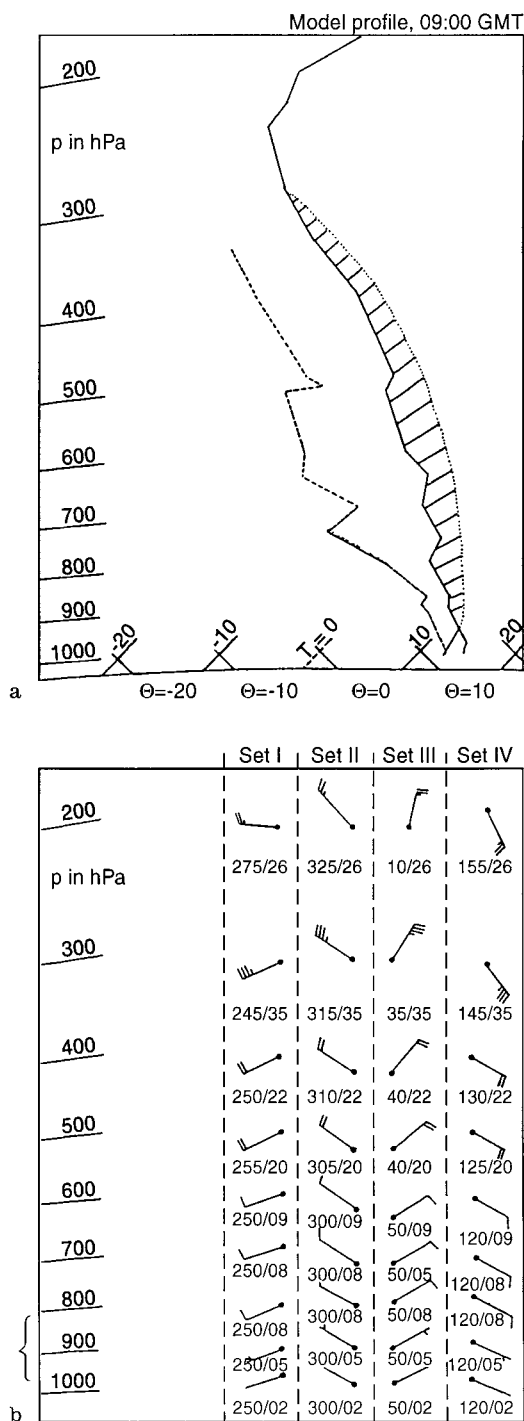 Model profile, 09:00 GMT
200
p in hPa
300
400
500
600
700
800
900
1000
-20
-10
T = 0
10
20
a
Θ=-20 Θ=-10 Θ=0 Θ=10
Set I Set II Set III Set IV
200
275/26 325/26 10/26 155/26
p in hPa
300
245/35 315/35 35/35 145/35
400
250/22 310/22 40/22 130/22
500
255/20 305/20 40/20 125/20
600
250/09 300/09 50/09 120/09
700
250/08 300/08 50/05 120/08
800
250/08 300/08 50/08 120/08
900
250/05 300/05 50/05 120/05
1000
250/02 300/02 50/02 120/02
b